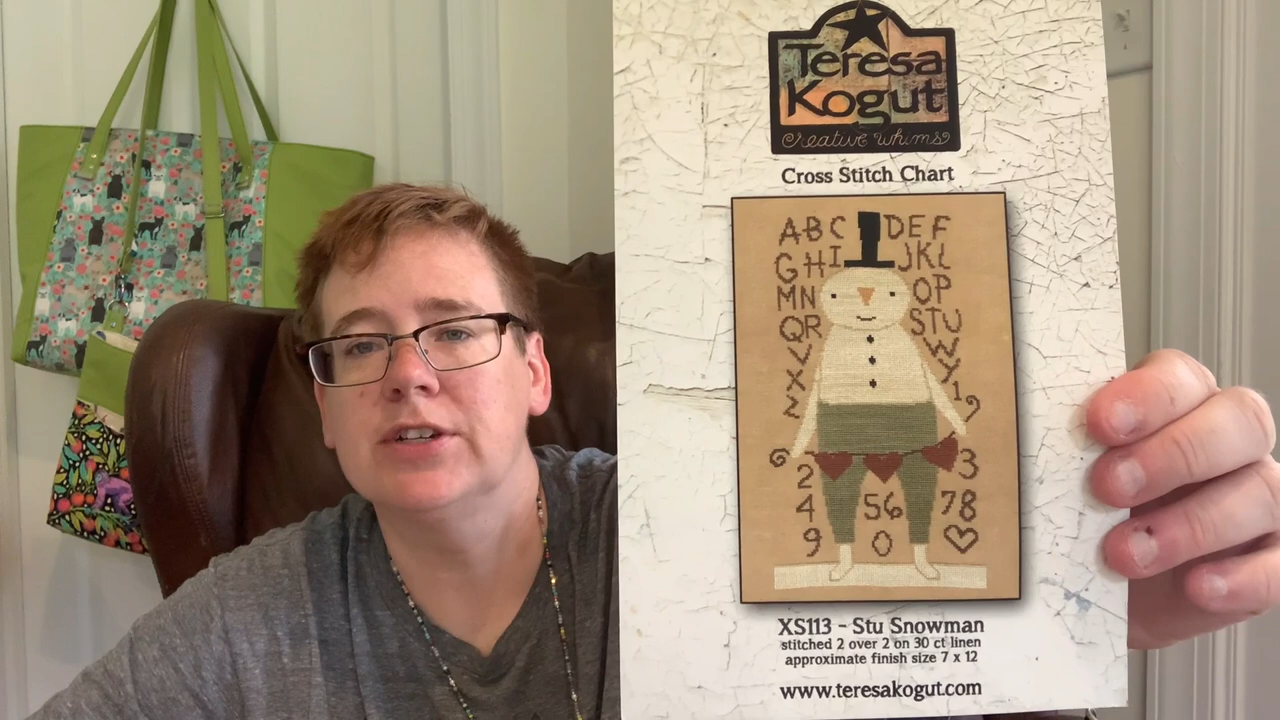 Teresa
Kogut
Creative Whims
Cross Stitch Chart
ABC DEF
GHI JKL
MN OP
QR STU
V W
X Y
Z 1
2 3
4 56 78
9 0
XS113 - Stu Snowman
stitched 2 over 2 on 30 ct linen
approximate finish size 7 x 12
www.teresakogut.com